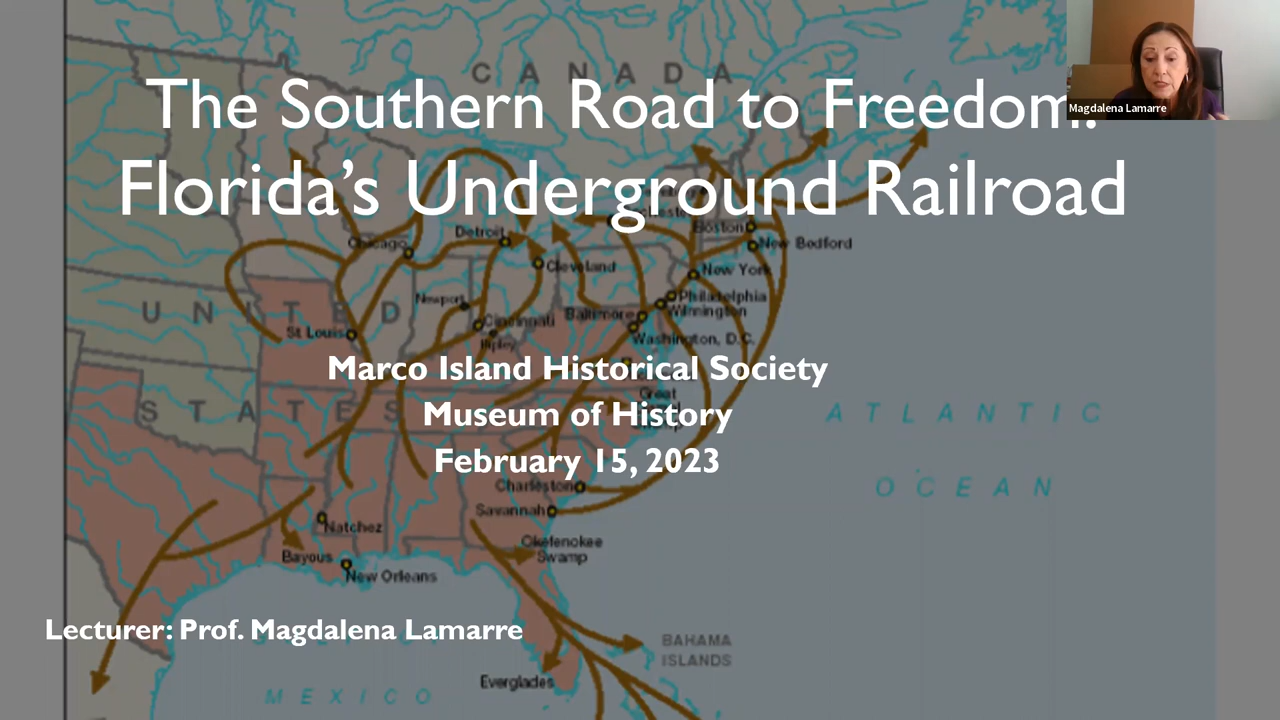 CANADA
The Southern Road to Freedom:
Florida's Underground Railroad
Magdalena Lamarre
Boston
Detroit
Chicago
New Bedford
Cleveland
New York
Newport
Philadelphia
UNITED
Cincinnati
Baltimore
Wilmington
St Louis
Ripley
Washington, D.C.
Marco Island Historical Society
Great
STATES
Museum of History
ATLANTIC
February 15, 2023
Charleston
OCEAN
Savannah
Natchez
Okefenokee
Swamp
Bayous
New Orleans
Lecturer: Prof. Magdalena Lamarre
BAHAMA
ISLANDS
Everglades
MEXICO